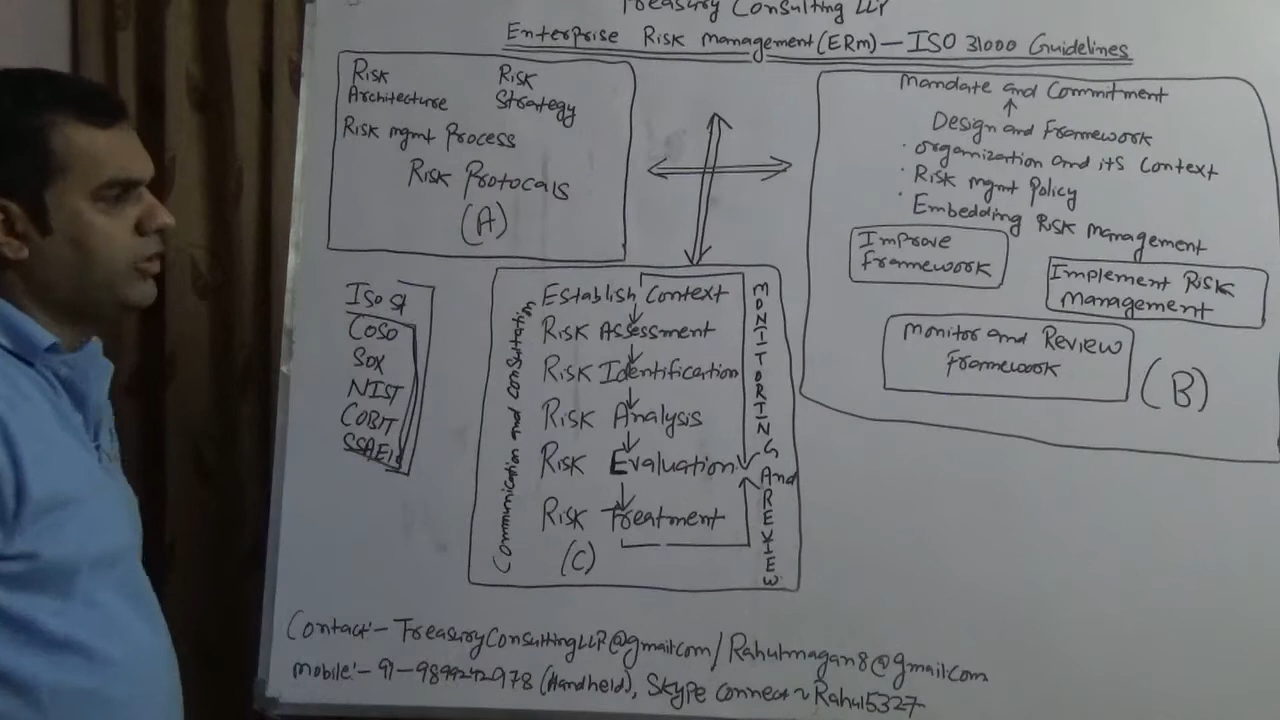 Treasury Consulting LLP
Enterprise Risk Management (ERM) — ISO 31000 Guidelines
Risk Architecture
Risk Strategy
Risk mgmt Process
Risk Protocals
(A)
Mandate and Commitment
Design and Framework
· Organization and its Context
· Risk mgmt Policy
· Embedding Risk Management
Improve
Framework
Implement Risk
Management
Monitor and Review
Framework
(B)
ISO 31
COSO
SOX
NIST
COBIT
Communication and consultation
Establish Context
Risk Assessment
Risk Identification
Risk Analysis
Risk Evaluation
Risk Treatment
(C)
MONITORING And REVIEW
Contact:- TreasuryConsultingLLP@gmail.com / Rahulmagan8@gmail.com
Mobile:- 91-9899242978 (Handheld), Skype Connect ~ Rahul5327